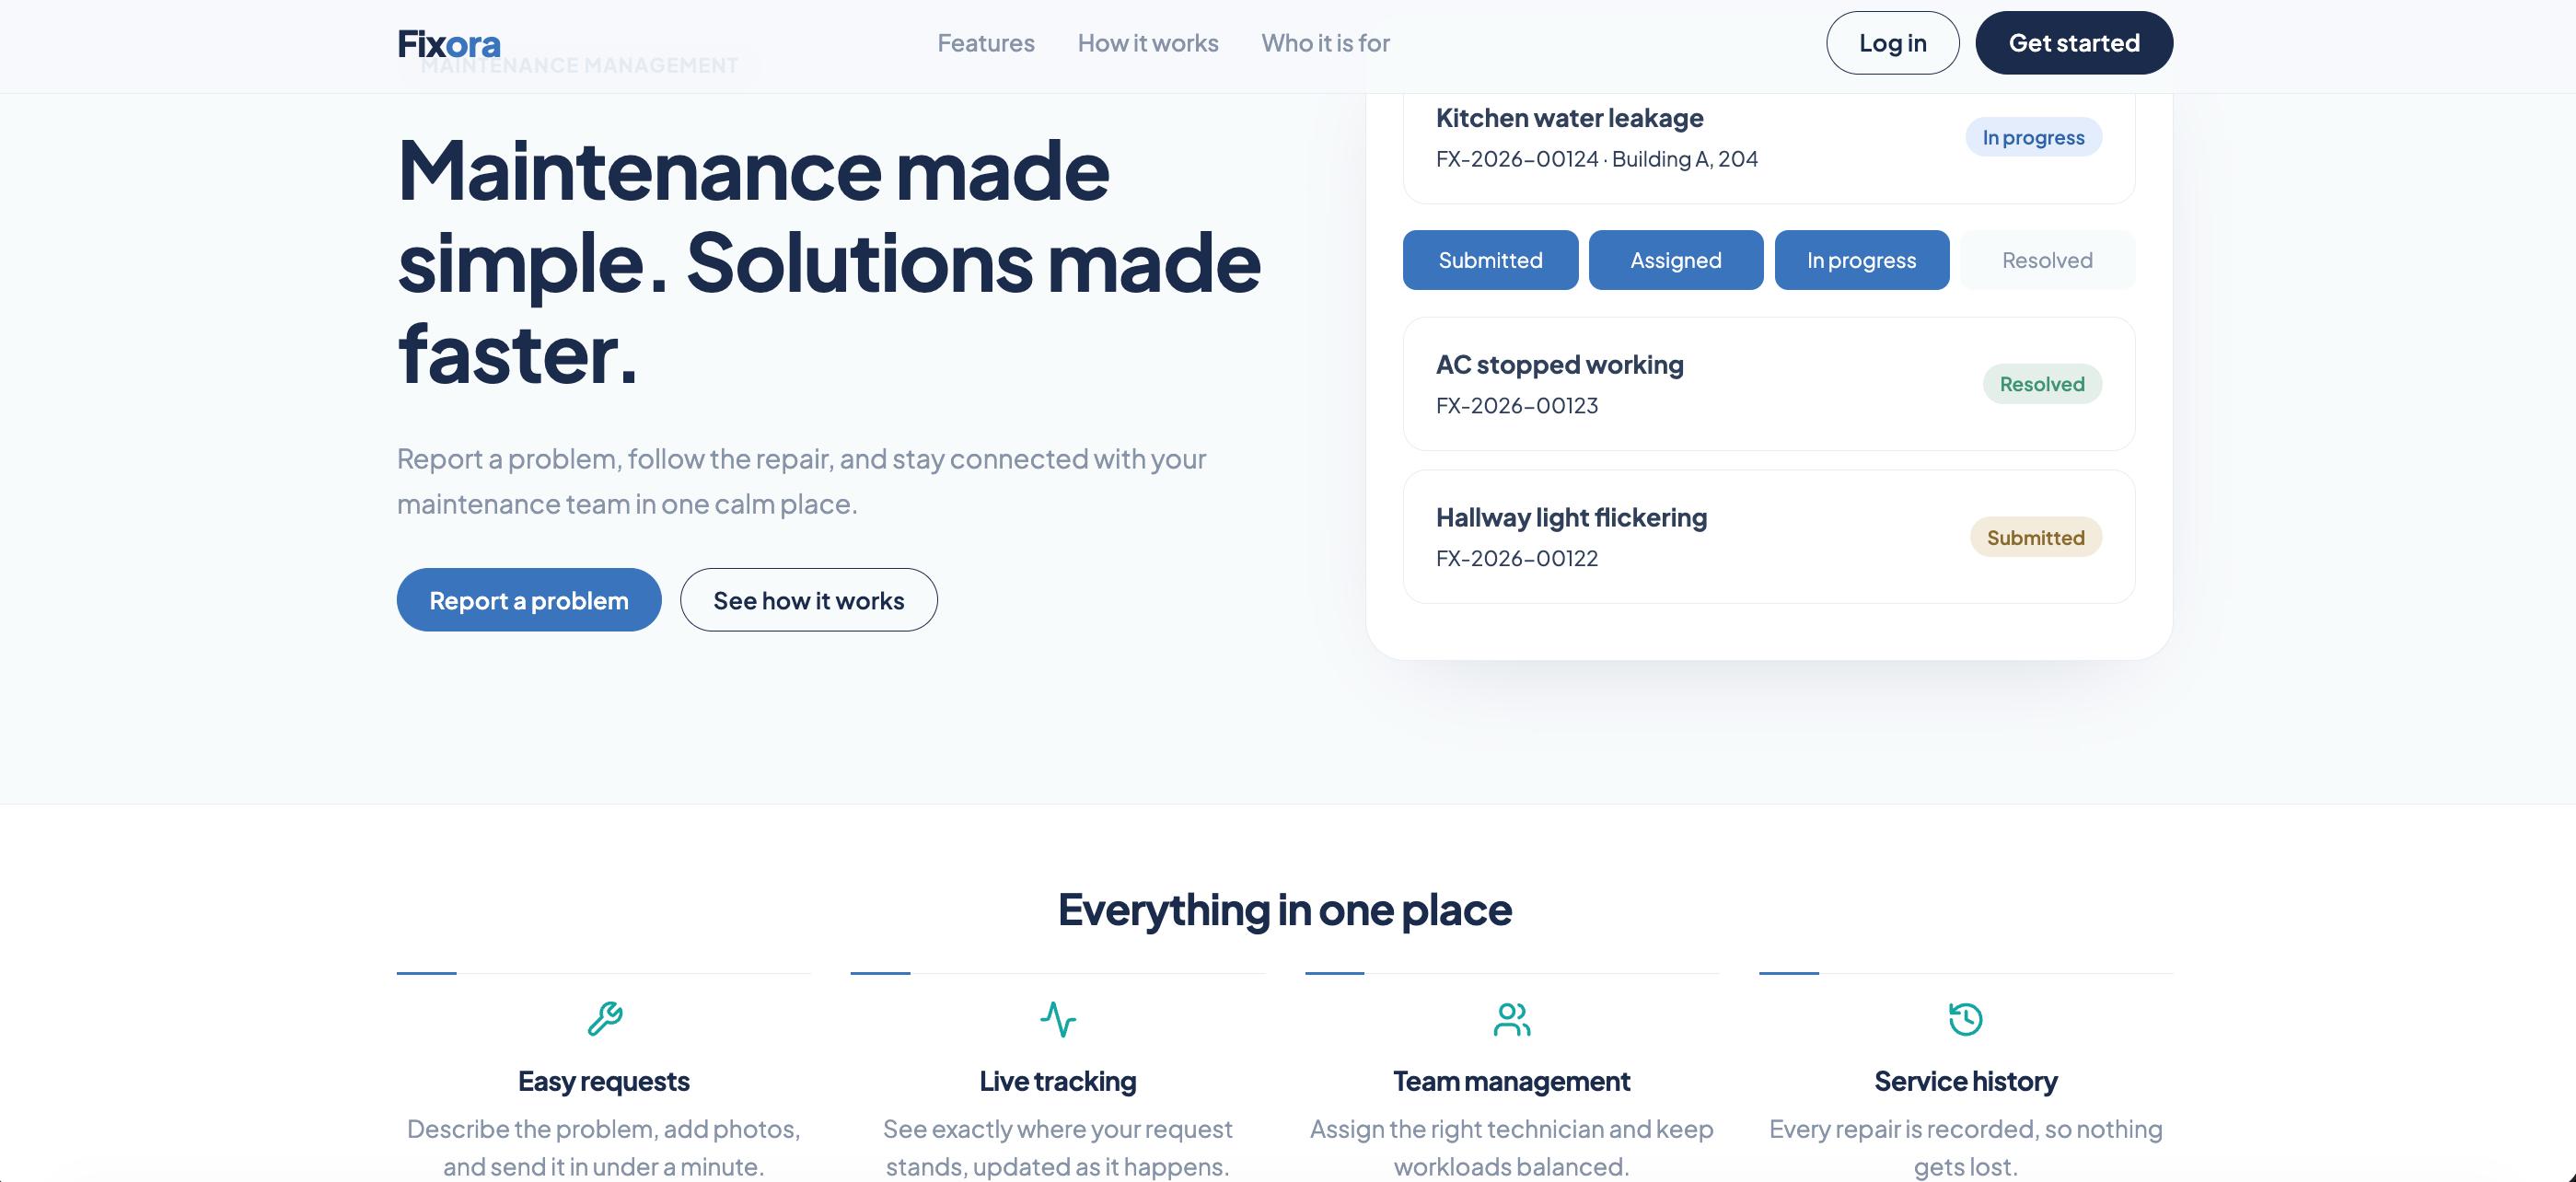 Fixora
Features
How it works
Who it is for
Log in
Get started
MAINTENANCE MANAGEMENT
Maintenance made
simple. Solutions made
faster.
Report a problem, follow the repair, and stay connected with your
maintenance team in one calm place.
Report a problem
See how it works
Kitchen water leakage
FX-2026-00124 · Building A, 204
In progress
Submitted
Assigned
In progress
Resolved
AC stopped working
FX-2026-00123
Resolved
Hallway light flickering
FX-2026-00122
Submitted
Everything in one place
Easy requests
Describe the problem, add photos,
and send it in under a minute.
Live tracking
See exactly where your request
stands, updated as it happens.
Team management
Assign the right technician and keep
workloads balanced.
Service history
Every repair is recorded, so nothing
gets lost.